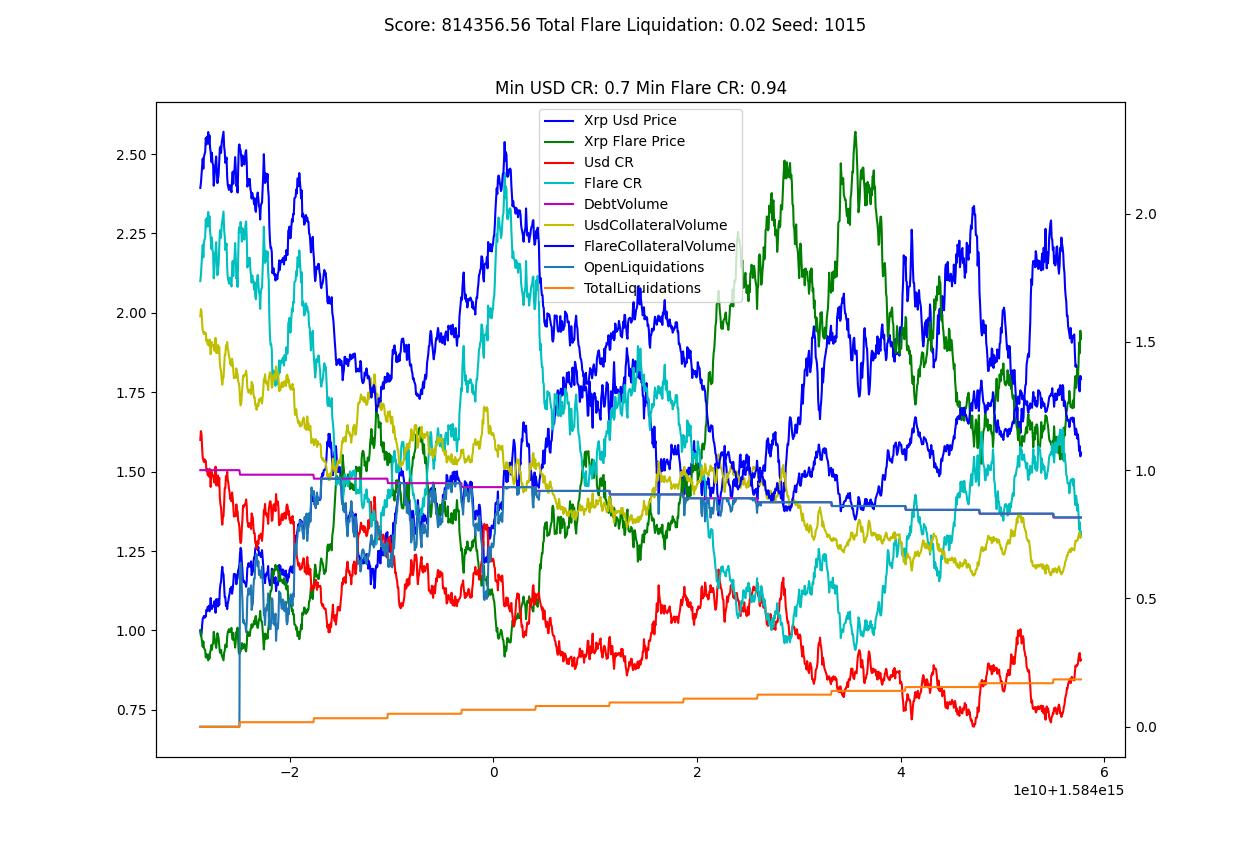 Score: 814356.56 Total Flare Liquidation: 0.02 Seed: 1015
Min USD CR: 0.7 Min Flare CR: 0.94
Xrp Usd Price
Xrp Flare Price
Usd CR
Flare CR
DebtVolume
UsdCollateralVolume
FlareCollateralVolume
OpenLiquidations
TotalLiquidations
2.50
2.25
2.00
1.75
1.50
1.25
1.00
0.75
2.0
1.5
1.0
0.5
0.0
−2 0 2 4 6
1e10+1.584e15